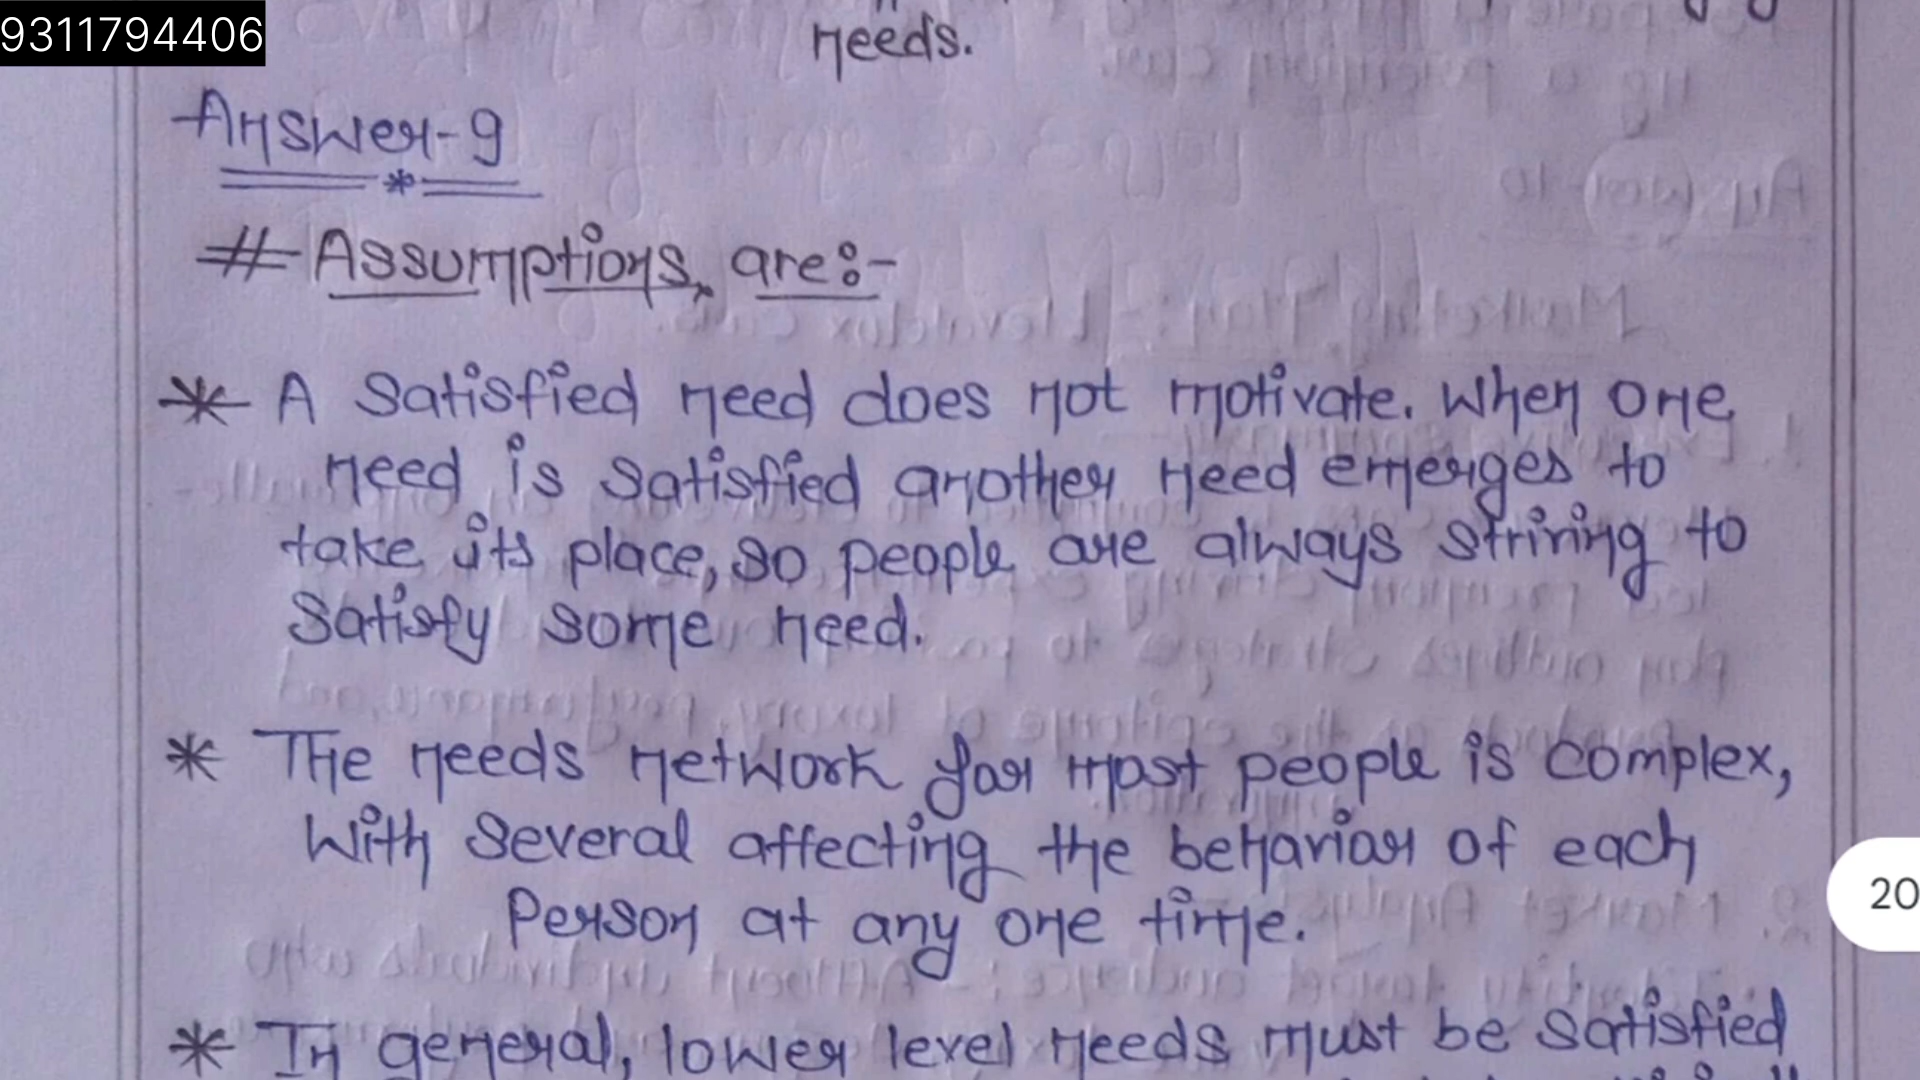 9311794406
needs.
Answer-9
# Assumptions are:-
* A Satisfied need does not motivate. When one
need is satisfied another need emerges to
take its place, so people are always striving to
Satisfy some need.
* The needs network for most people is complex,
With several affecting the behavior of each
Person at any one time.
20
* In general, lower level needs must be satisfied